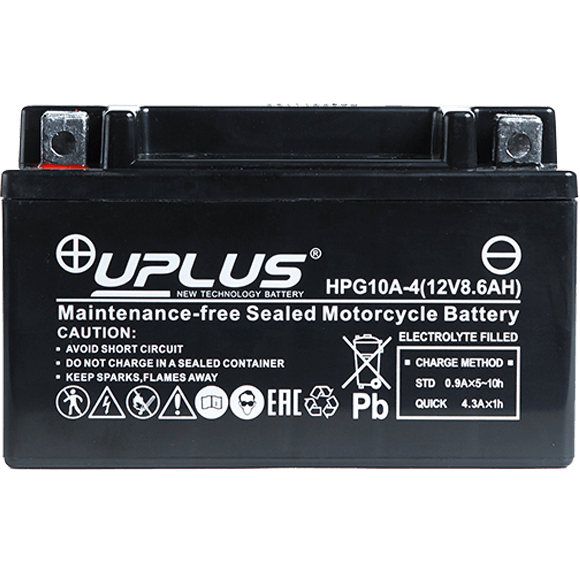 UPLUS®
NEW TECHNOLOGY BATTERY
HPG10A-4(12V8.6AH)
Maintenance-free Sealed Motorcycle Battery
CAUTION:
• AVOID SHORT CIRCUIT
• DO NOT CHARGE IN A SEALED CONTAINER
• KEEP SPARKS,FLAMES AWAY
ELECTROLYTE FILLED
CHARGE METHOD
STD 0.9A×5~10h
QUICK 4.3A×1h
EAC
Pb